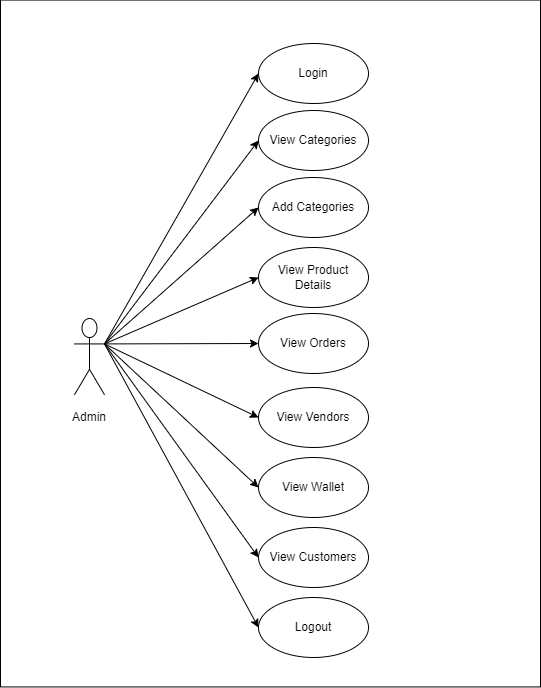 Login
View Categories
Add Categories
View Product
Details
View Orders
Admin
View Vendors
View Wallet
View Customers
Logout